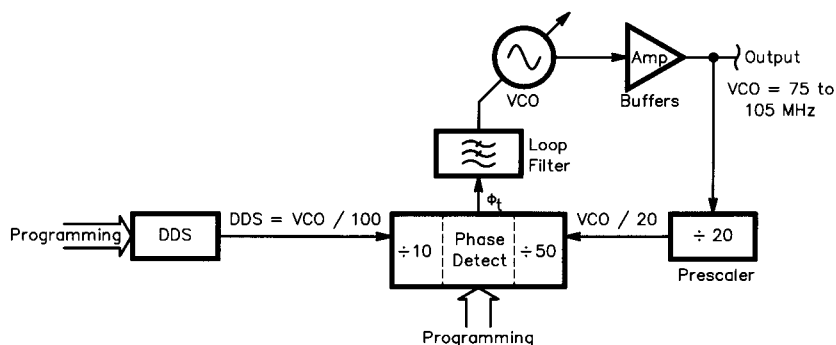 Amp
Output
VCO
Buffers
VCO = 75 to
105 MHz
Loop
Filter
ϕt
Programming
DDS
DDS = VCO / 100
÷10
Phase
Detect
÷50
VCO / 20
÷ 20
Prescaler
Programming